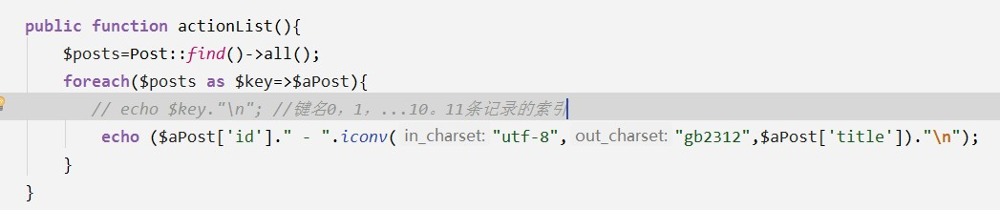 public function actionList(){
$posts=Post::find()->all();
foreach($posts as $key=>$aPost){
// echo $key."\n"; //键名0，1，...10。11条记录的索引
echo ($aPost['id']." - ".iconv( in_charset: "utf-8", out_charset: "gb2312",$aPost['title'])."\n");
}
}